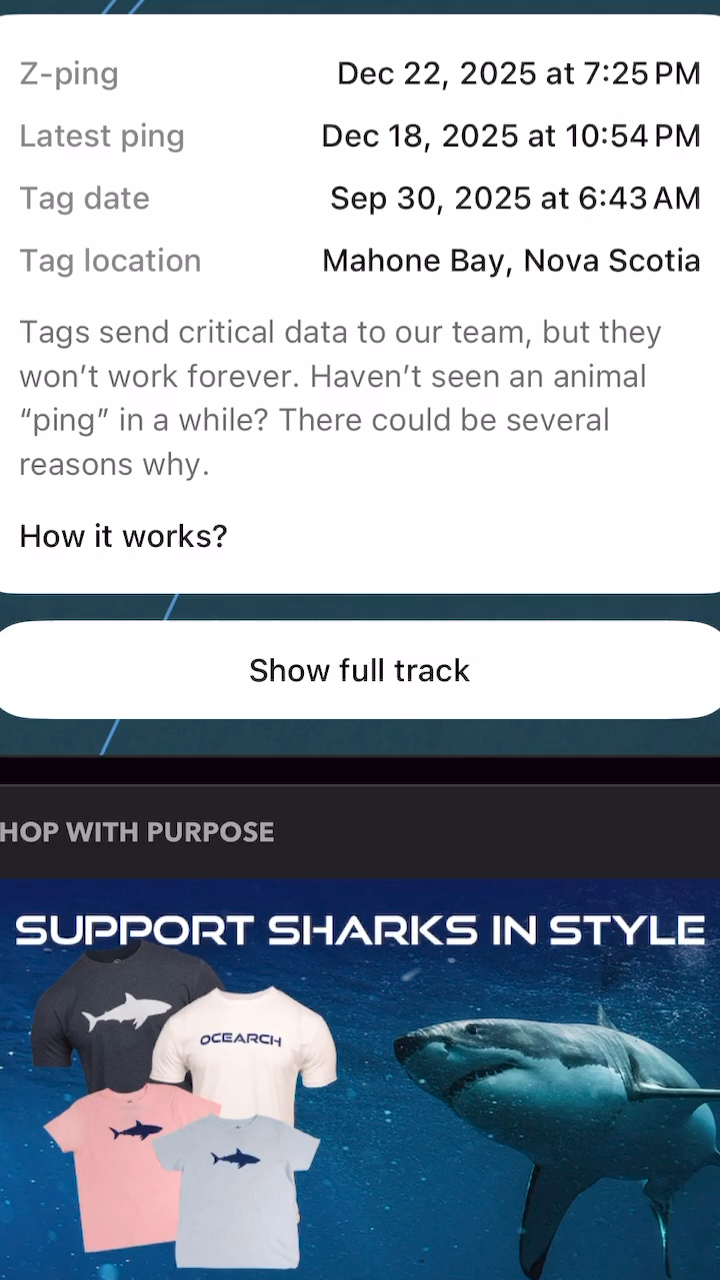 Z-ping Dec 22, 2025 at 7:25 PM
Latest ping Dec 18, 2025 at 10:54 PM
Tag date Sep 30, 2025 at 6:43 AM
Tag location Mahone Bay, Nova Scotia
Tags send critical data to our team, but they
won’t work forever. Haven’t seen an animal
“ping” in a while? There could be several
reasons why.
How it works?
Show full track
HOP WITH PURPOSE
SUPPORT SHARKS IN STYLE
OCEARCH